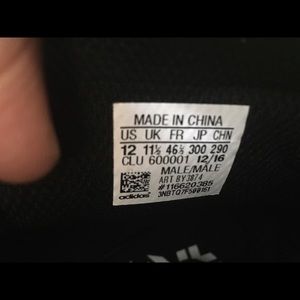 MADE IN CHINA
US UK FR JP CHN
12 11½ 46⅔ 300 290
CLU 600001 12/16
MALE/MALE
ART BY3874
#116620385
3NBTQ7F500161
adidas